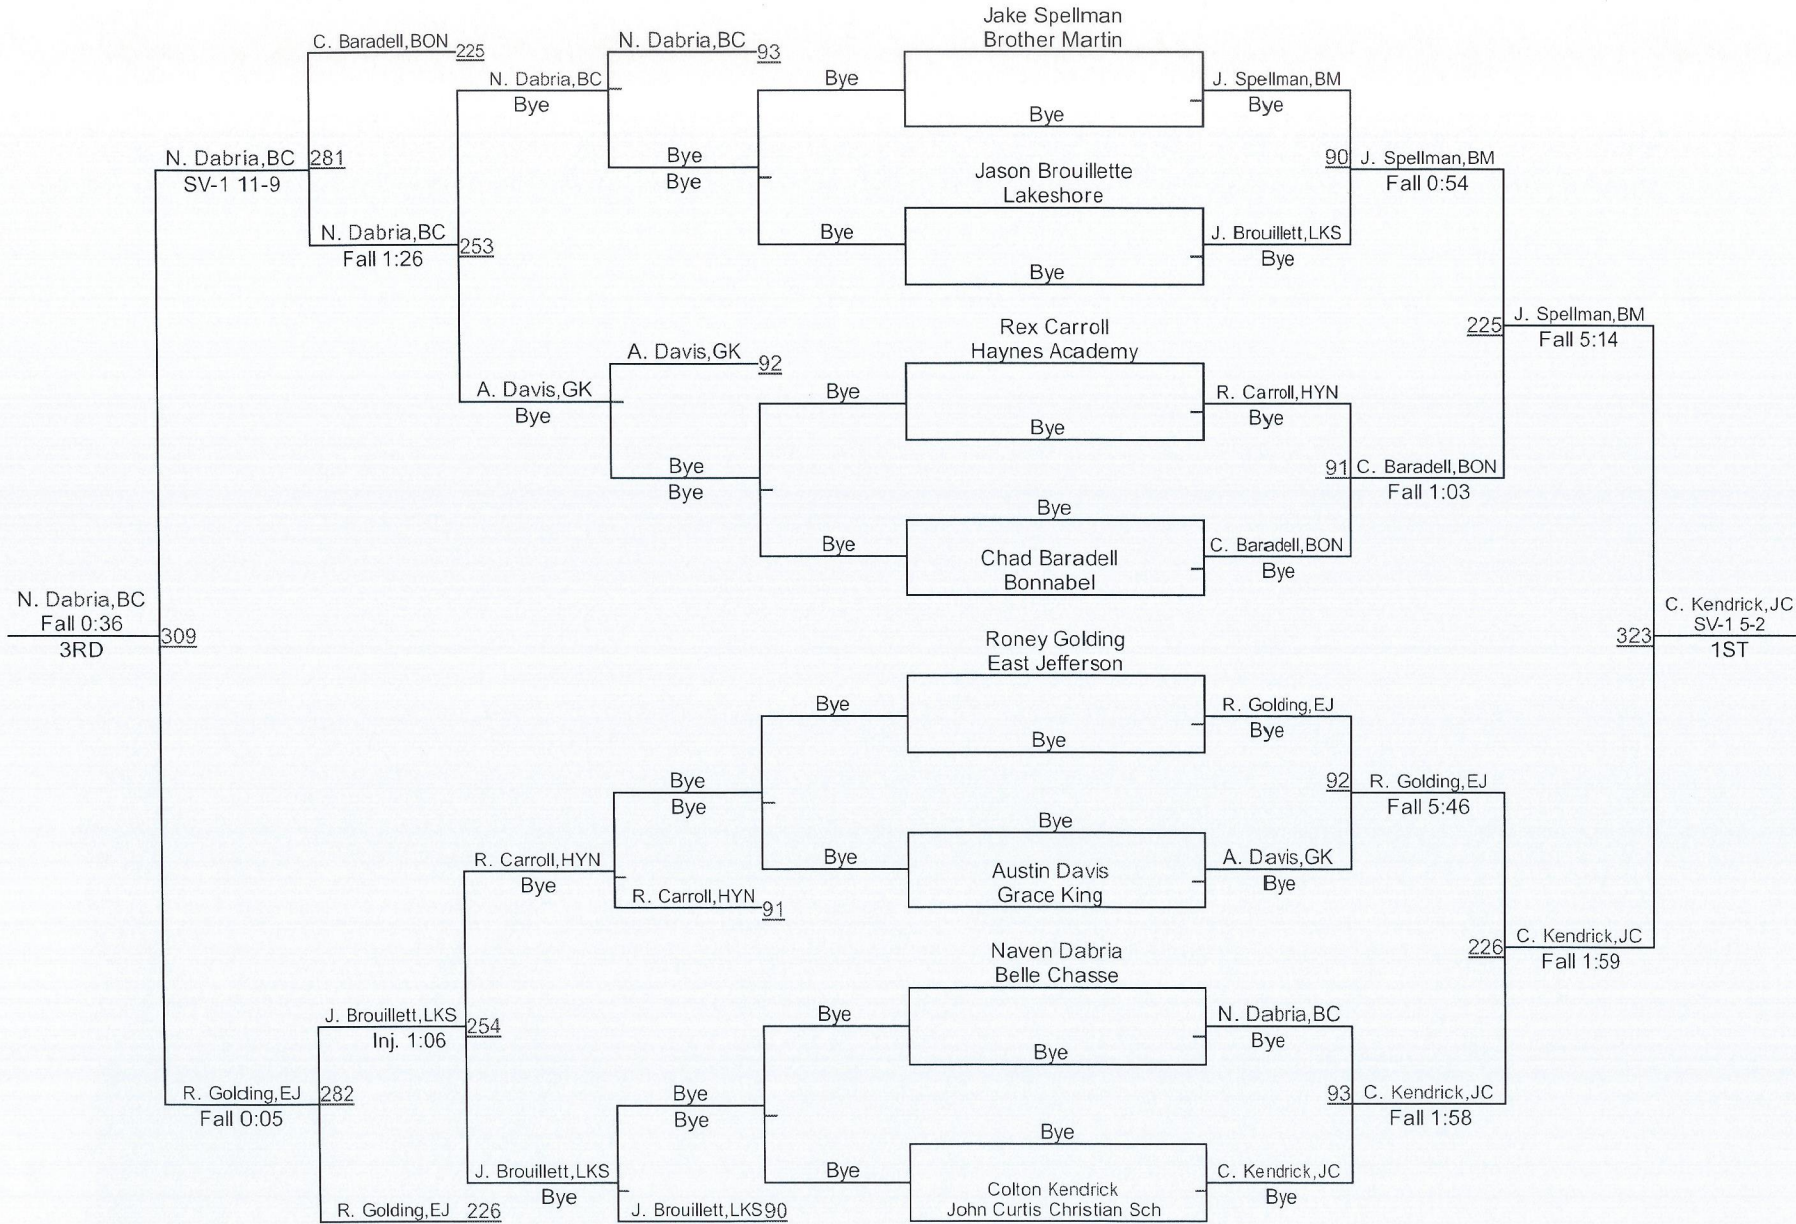 Jake Spellman
Brother Martin
C. Baradell,BON 225
N. Dabria,BC 93
N. Dabria,BC
Bye
Bye
Bye
J. Spellman,BM
Bye
N. Dabria,BC 281
SV-1 11-9
Bye
Bye
Jason Brouillette
Lakeshore
90 J. Spellman,BM
Fall 0:54
N. Dabria,BC 253
Fall 1:26
Bye
Bye
J. Brouillett,LKS
Bye
Rex Carroll
Haynes Academy
225 J. Spellman,BM
Fall 5:14
A. Davis,GK 92
A. Davis,GK
Bye
Bye
Bye
R. Carroll,HYN
Bye
Bye
Bye
91 C. Baradell,BON
Fall 1:03
Bye
Bye
Chad Baradell
Bonnabel
C. Baradell,BON
Bye
N. Dabria,BC
Fall 0:36
3RD
309
Roney Golding
East Jefferson
323
C. Kendrick,JC
SV-1 5-2
1ST
Bye
Bye
R. Golding,EJ
Bye
Bye
Bye
92 R. Golding,EJ
Fall 5:46
R. Carroll,HYN
Bye
R. Carroll,HYN 91
Bye
Bye
Austin Davis
Grace King
A. Davis,GK
Bye
Naven Dabria
Belle Chasse
226 C. Kendrick,JC
Fall 1:59
J. Brouillett,LKS 254
Inj. 1:06
Bye
Bye
N. Dabria,BC
Bye
R. Golding,EJ 282
Fall 0:05
Bye
Bye
93 C. Kendrick,JC
Fall 1:58
J. Brouillett,LKS
Bye
Bye
Bye
Colton Kendrick
John Curtis Christian Sch
C. Kendrick,JC
Bye
R. Golding,EJ 226
J. Brouillett,LKS 90